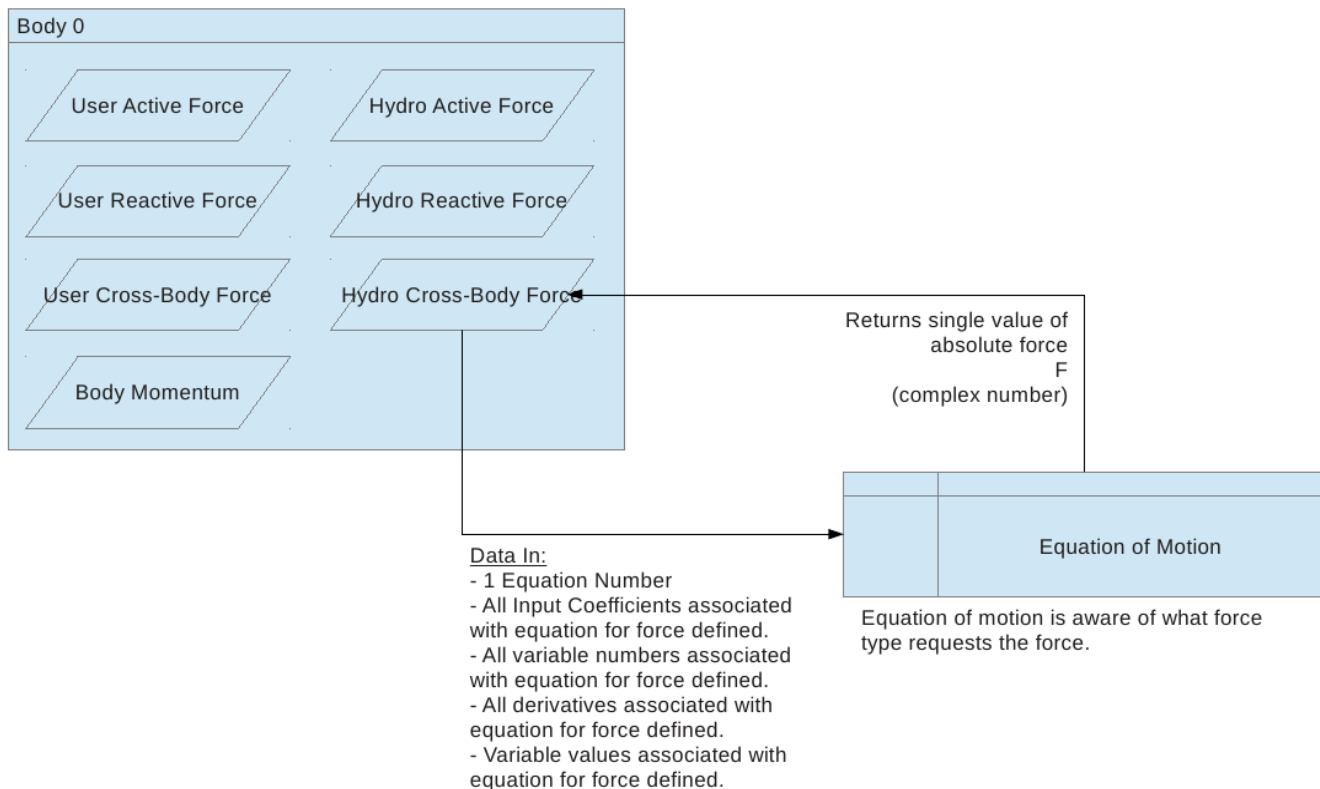 Body 0
User Active Force
Hydro Active Force
User Reactive Force
Hydro Reactive Force
User Cross-Body Force
Hydro Cross-Body Force
Body Momentum
Returns single value of
absolute force
F
(complex number)
Equation of Motion
Equation of motion is aware of what force
type requests the force.
Data In:
- 1 Equation Number
- All Input Coefficients associated
with equation for force defined.
- All variable numbers associated
with equation for force defined.
- All derivatives associated with
equation for force defined.
- Variable values associated with
equation for force defined.